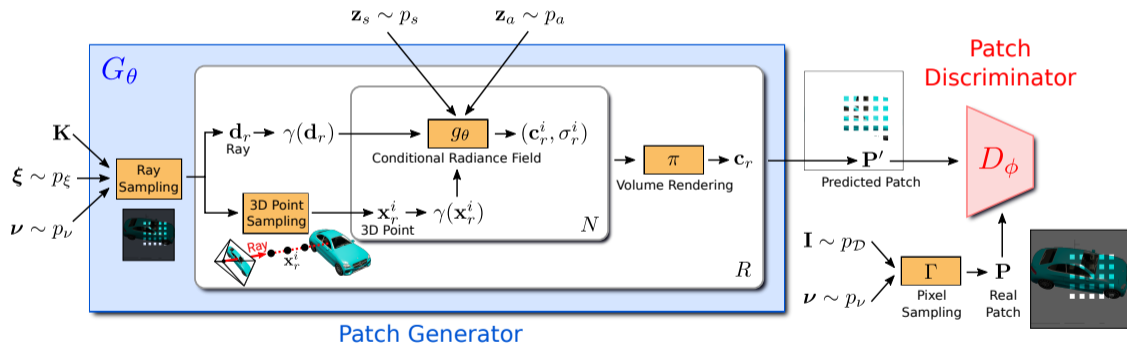 z_s ∼ p_s
z_a ∼ p_a
G_θ
Patch
Discriminator
K
ξ ∼ p_ξ
ν ∼ p_ν
Ray
Sampling
d_r
Ray
γ(d_r)
g_θ
(c_r^i, σ_r^i)
Conditional Radiance Field
π
Volume Rendering
c_r
P′
Predicted Patch
D_ϕ
3D Point
Sampling
x_r^i
3D Point
γ(x_r^i)
N
Ray
x_r^i
R
I ∼ p_𝒟
ν ∼ p_ν
Γ
Pixel
Sampling
P
Real
Patch
Patch Generator